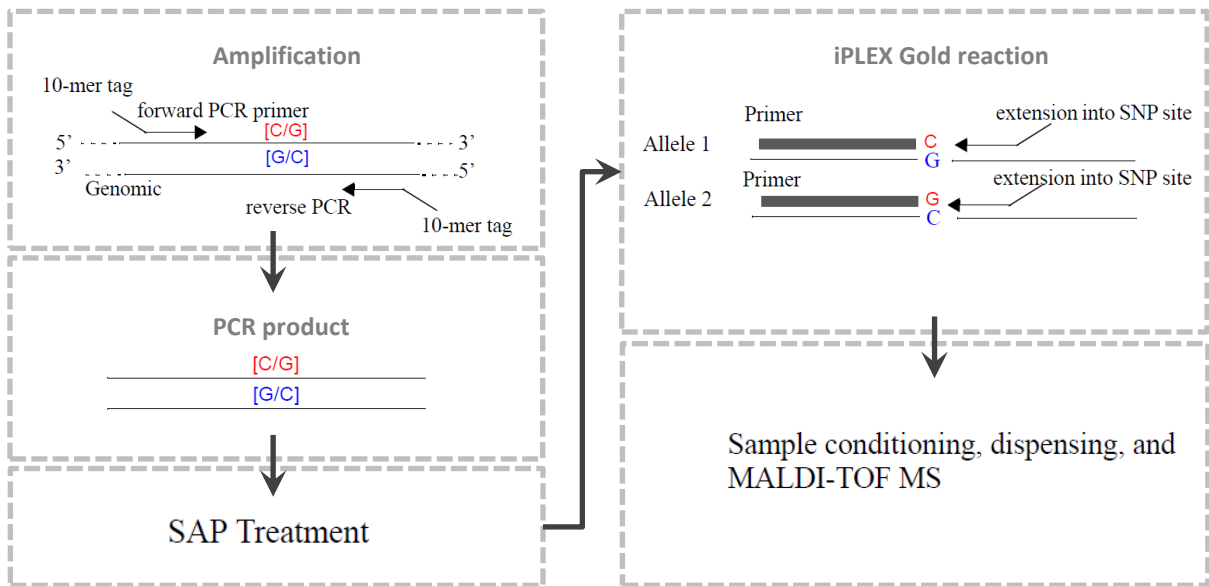 Amplification
10-mer tag
forward PCR primer
[C/G]
5’
3’
[G/C]
3’
5’
Genomic
reverse PCR
10-mer tag
PCR product
[C/G]
[G/C]
SAP Treatment
iPLEX Gold reaction
Primer
extension into SNP site
Allele 1
C
G
Primer
extension into SNP site
Allele 2
G
C
Sample conditioning, dispensing, and
MALDI-TOF MS